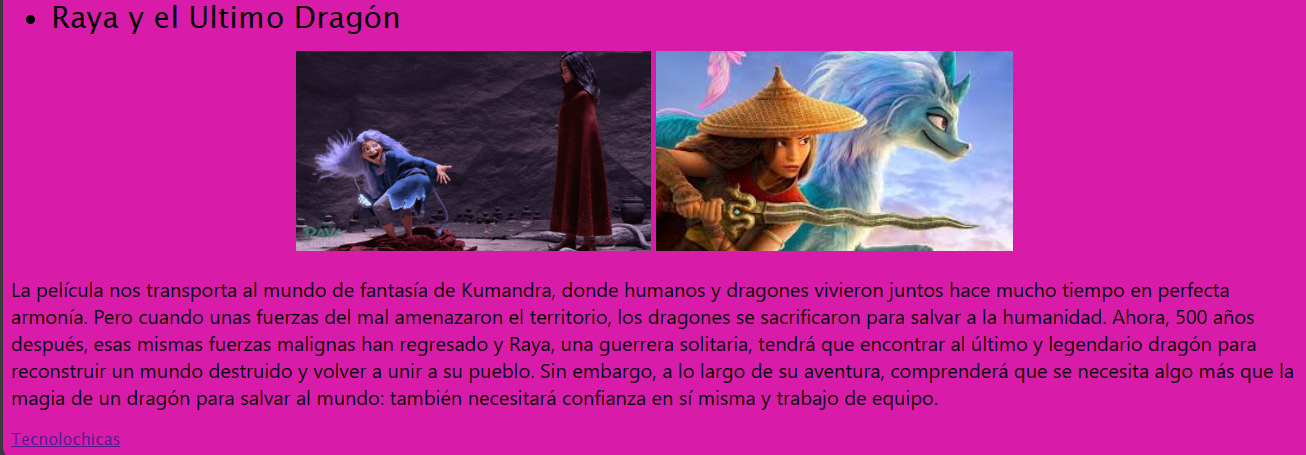 Raya y el Ultimo Dragón
RAYA
La película nos transporta al mundo de fantasía de Kumandra, donde humanos y dragones vivieron juntos hace mucho tiempo en perfecta
armonía. Pero cuando unas fuerzas del mal amenazaron el territorio, los dragones se sacrificaron para salvar a la humanidad. Ahora, 500 años
después, esas mismas fuerzas malignas han regresado y Raya, una guerrera solitaria, tendrá que encontrar al último y legendario dragón para
reconstruir un mundo destruido y volver a unir a su pueblo. Sin embargo, a lo largo de su aventura, comprenderá que se necesita algo más que la
magia de un dragón para salvar al mundo: también necesitará confianza en sí misma y trabajo de equipo.
Tecnolochicas